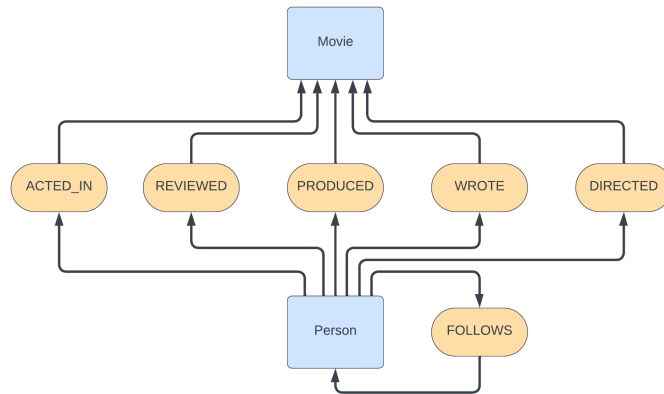 Movie
ACTED_IN
REVIEWED
PRODUCED
WROTE
DIRECTED
Person
FOLLOWS